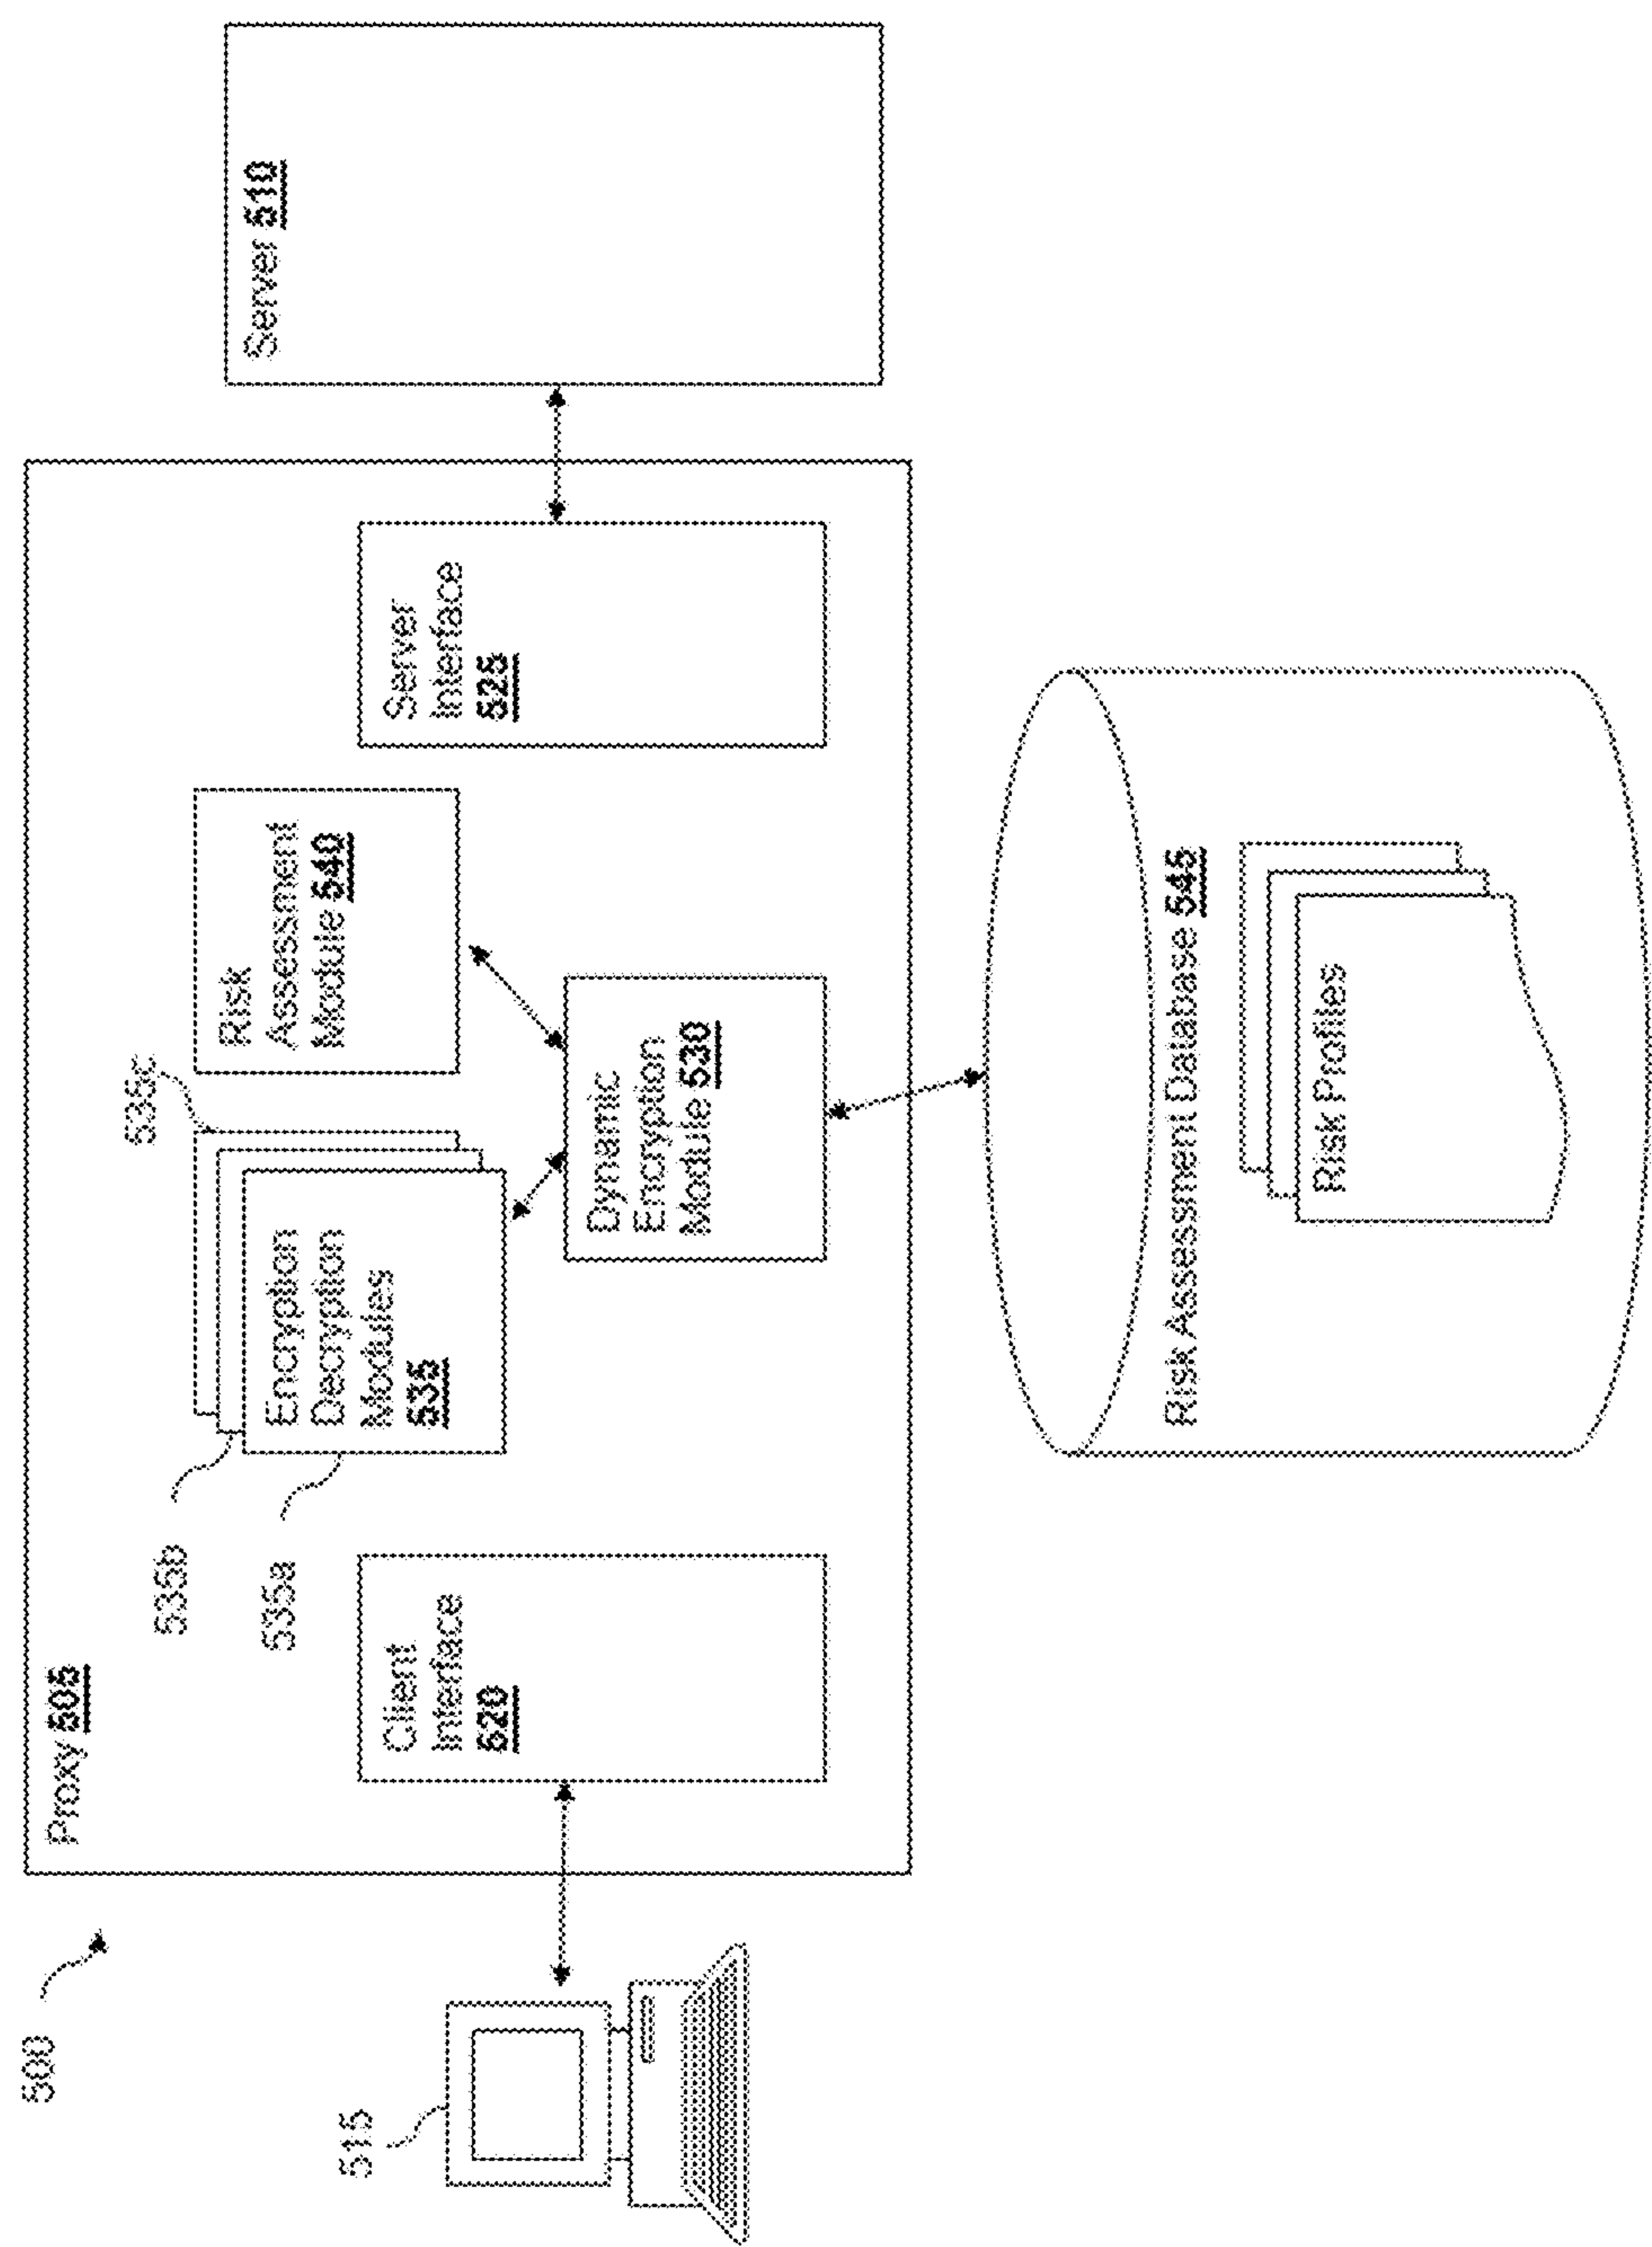 500
515
Proxy 505
535b
535a
535c
Client
Interface
520
Encryption
Decryption
Modules
535
Risk
Assessment
Module 540
Dynamic
Encryption
Module 530
Server
Interface
525
Server 510
Risk Assessment Database 545
Risk Profiles